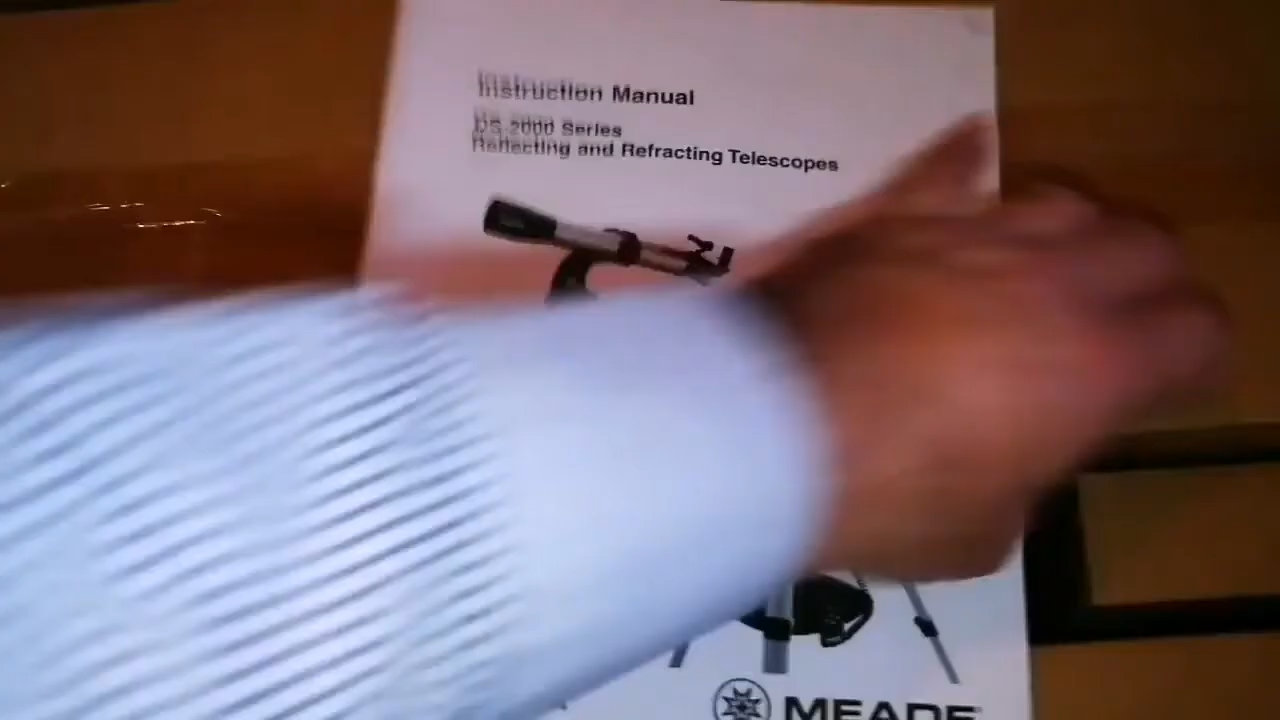 Instruction Manual
DS-2000 Series
Reflecting and Refracting Telescopes
MEADE